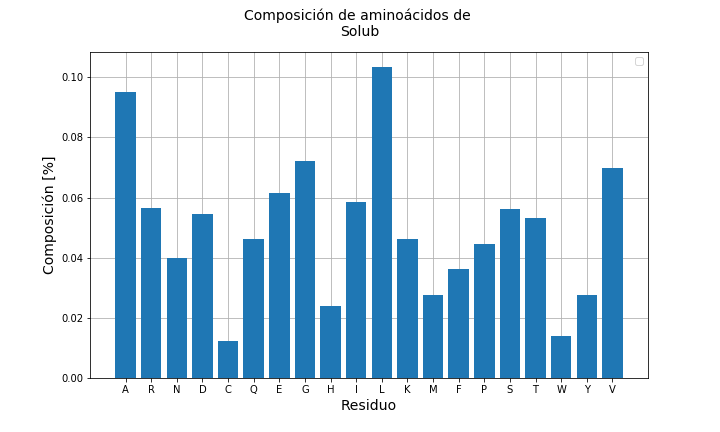 Composición de aminoácidos de
Solub
Composición [%]
0.10
0.08
0.06
0.04
0.02
0.00
A R N D C Q E G H I L K M F P S T W Y V
Residuo